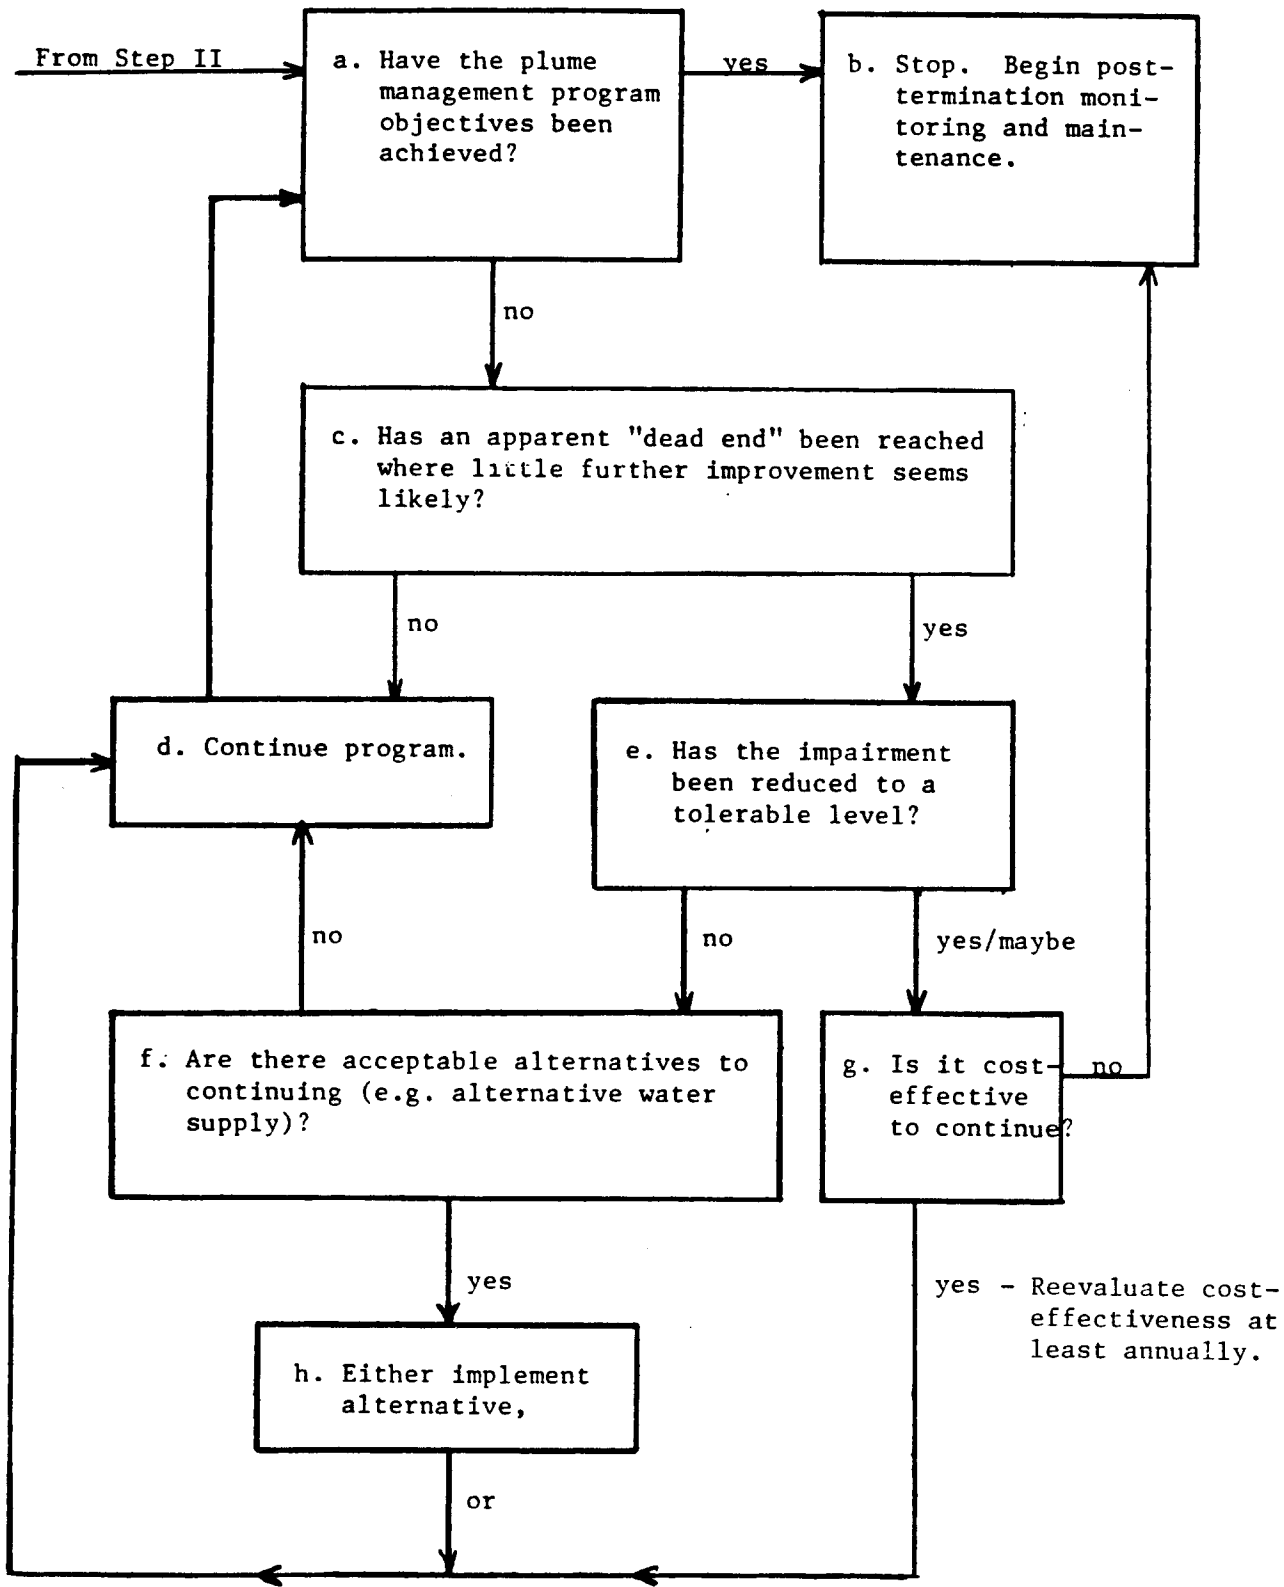 From Step II
a. Have the plume
management program
objectives been
achieved?
yes
b. Stop. Begin post-
termination moni-
toring and main-
tenance.
no
c. Has an apparent "dead end" been reached
where little further improvement seems
likely?
no
yes
d. Continue program.
e. Has the impairment
been reduced to a
tolerable level?
no
no
yes/maybe
f. Are there acceptable alternatives to
continuing (e.g. alternative water
supply)?
g. Is it cost-
effective
to continue?
no
yes
yes - Reevaluate cost-
effectiveness at
least annually.
h. Either implement
alternative,
or